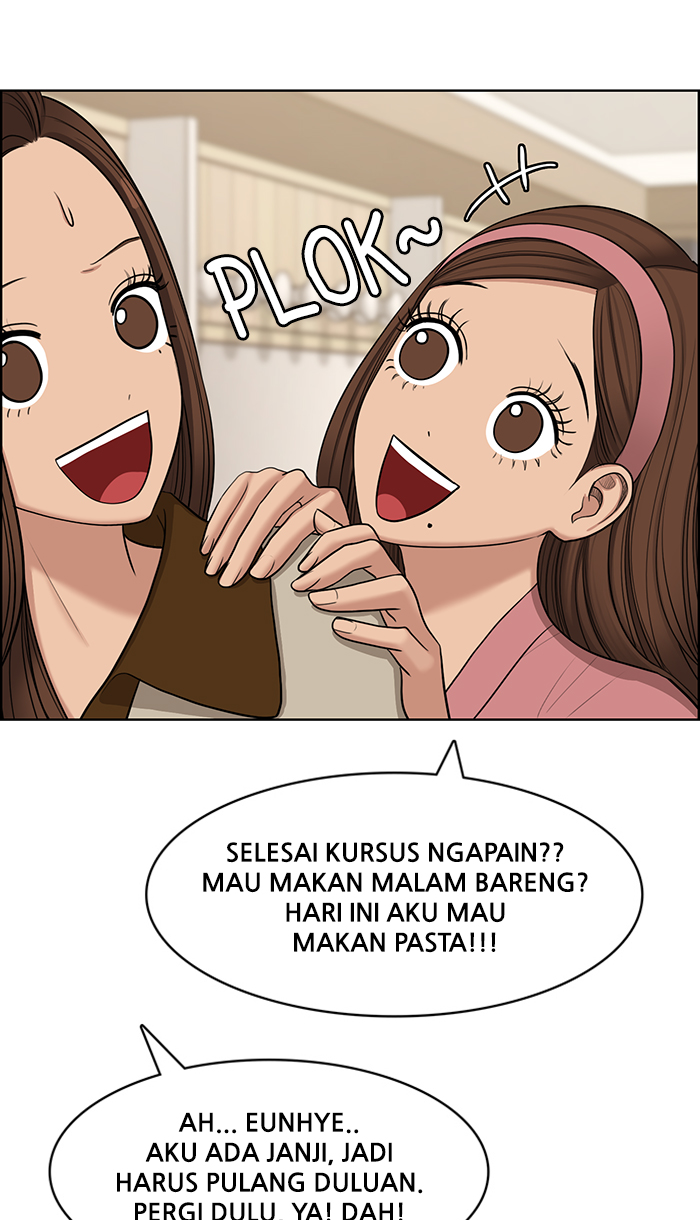 PLOK~
SELESAI KURSUS NGAPAIN??
MAU MAKAN MALAM BARENG?
HARI INI AKU MAU
MAKAN PASTA!!!
AH... EUNHYE..
AKU ADA JANJI, JADI
HARUS PULANG DULUAN.
PERGI DULU, YA! DAH!